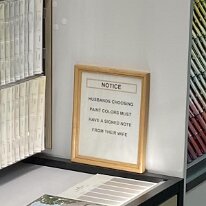 NOTICE
HUSBANDS CHOOSING
PAINT COLORS MUST
HAVE A SIGNED NOTE
FROM THEIR WIFE